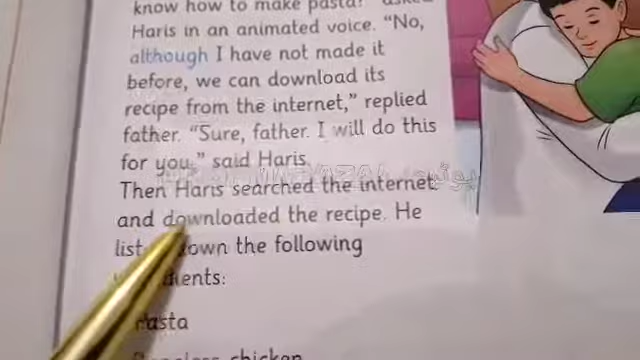 know how to make pasta?" asked
Haris in an animated voice. "No,
although I have not made it
before, we can download its
recipe from the internet," replied
father. "Sure, father. I will do this
for you," said Haris.
Then Haris searched the internet
and downloaded the recipe. He
list down the following
pasta
chicken